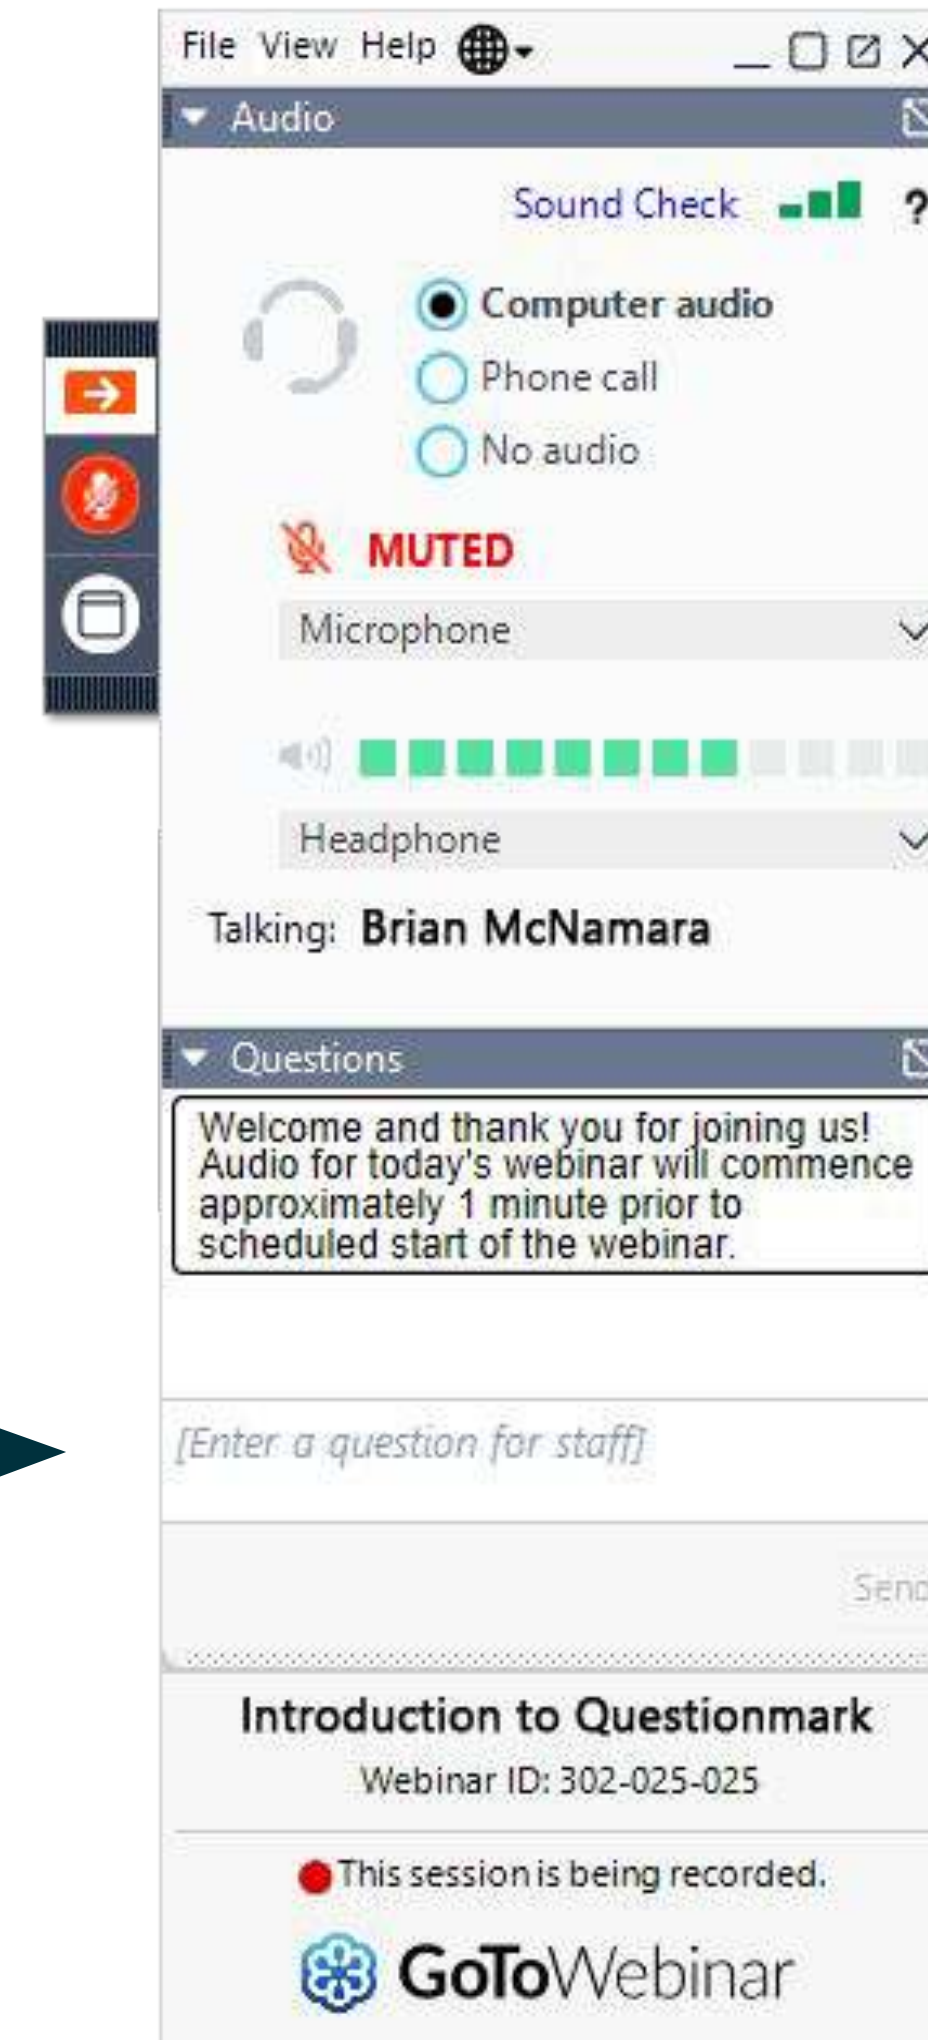 File View Help
Audio
Sound Check ?
Computer audio
Phone call
No audio
MUTED
Microphone
Headphone
Talking: Brian McNamara
Questions
Welcome and thank you for joining us!
Audio for today's webinar will commence
approximately 1 minute prior to
scheduled start of the webinar.
[Enter a question for staff]
Send
Introduction to Questionmark
Webinar ID: 302-025-025
This session is being recorded.
GoToWebinar